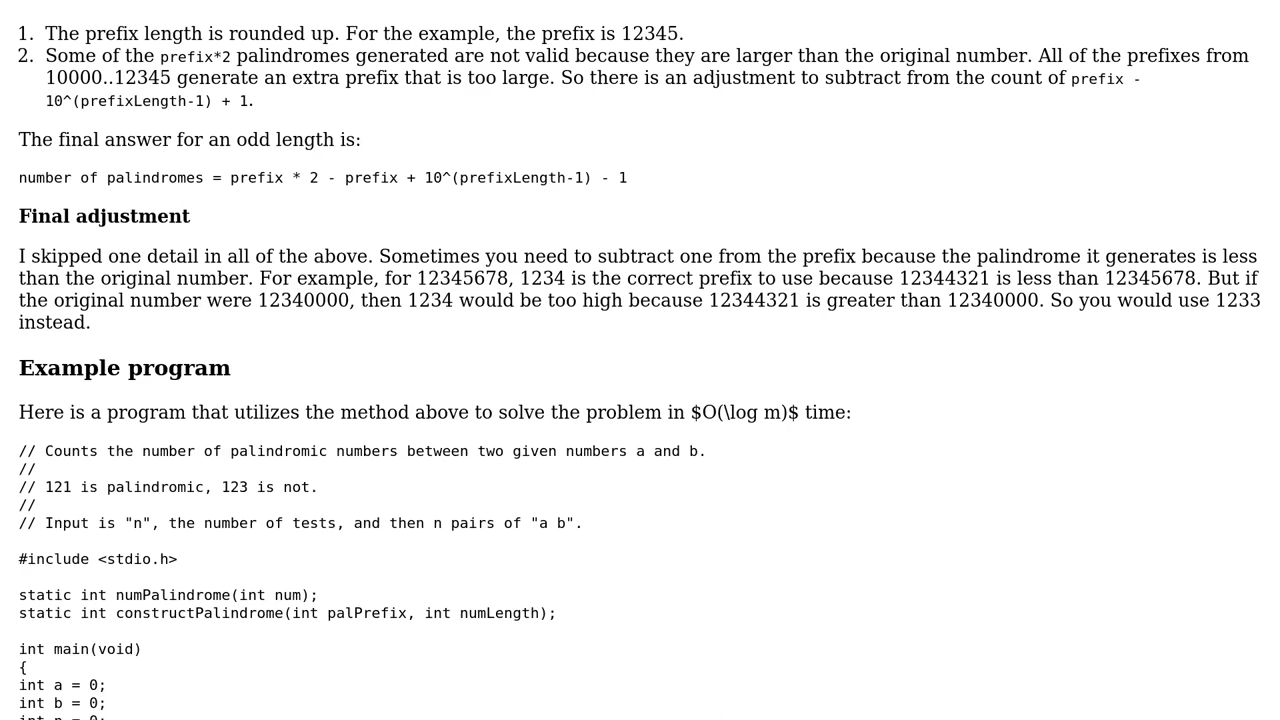 1. The prefix length is rounded up. For the example, the prefix is 12345.
2. Some of the prefix*2 palindromes generated are not valid because they are larger than the original number. All of the prefixes from
10000..12345 generate an extra prefix that is too large. So there is an adjustment to subtract from the count of prefix -
10^(prefixLength-1) + 1.
The final answer for an odd length is:
number of palindromes = prefix * 2 - prefix + 10^(prefixLength-1) - 1
Final adjustment
I skipped one detail in all of the above. Sometimes you need to subtract one from the prefix because the palindrome it generates is less
than the original number. For example, for 12345678, 1234 is the correct prefix to use because 12344321 is less than 12345678. But if
the original number were 12340000, then 1234 would be too high because 12344321 is greater than 12340000. So you would use 1233
instead.
Example program
Here is a program that utilizes the method above to solve the problem in $O(\log m)$ time:
// Counts the number of palindromic numbers between two given numbers a and b.
//
// 121 is palindromic, 123 is not.
//
// Input is "n", the number of tests, and then n pairs of "a b".
#include <stdio.h>
static int numPalindrome(int num);
static int constructPalindrome(int palPrefix, int numLength);
int main(void)
{
int a = 0;
int b = 0;
int n = 0;